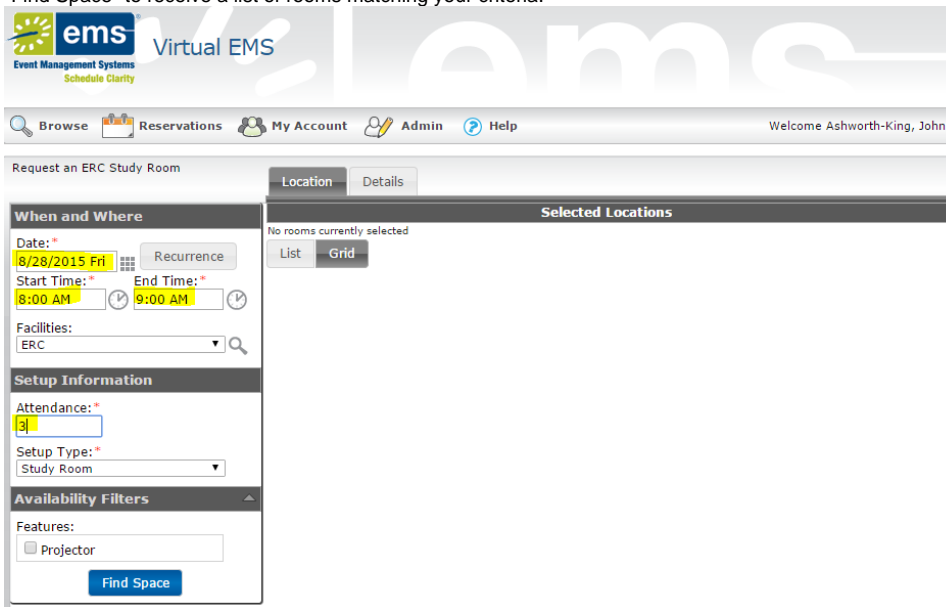 "Find Space" to receive a list of rooms matching your criteria.
ems
Virtual EMS
Event Management Systems
Schedule Clarity
ems
Browse Reservations My Account Admin Help Welcome Ashworth-King, John
Request an ERC Study Room
Location Details
When and Where
Selected Locations
Date:*
No rooms currently selected
8/28/2015 Fri Recurrence
List Grid
Start Time:* End Time:*
8:00 AM 9:00 AM
Facilities:
ERC
Setup Information
Attendance:*
3
Setup Type:*
Study Room
Availability Filters
Features:
Projector
Find Space